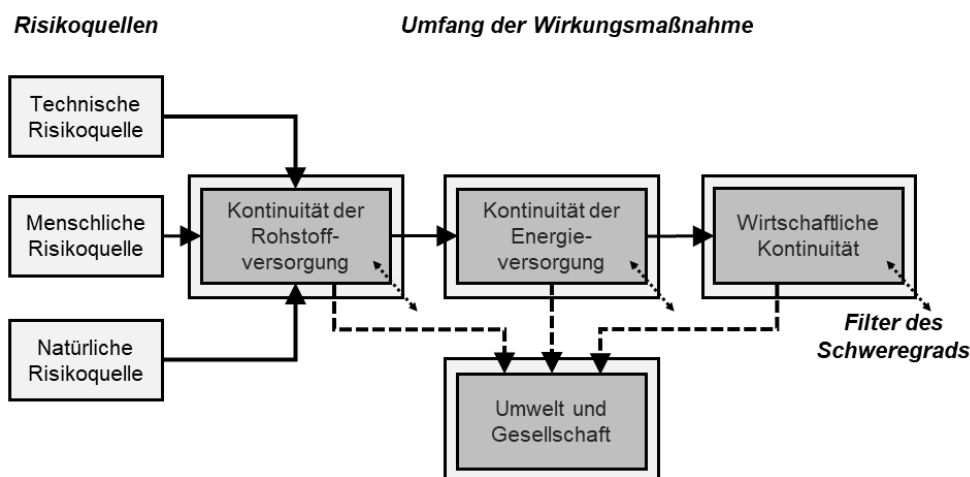 Risikoquellen
Umfang der Wirkungsmaßnahme
Technische
Risikoquelle
Menschliche
Risikoquelle
Natürliche
Risikoquelle
Kontinuität der
Rohstoff-
versorgung
Kontinuität der
Energie-
versorgung
Wirtschaftliche
Kontinuität
Filter des
Schweregrads
Umwelt und
Gesellschaft